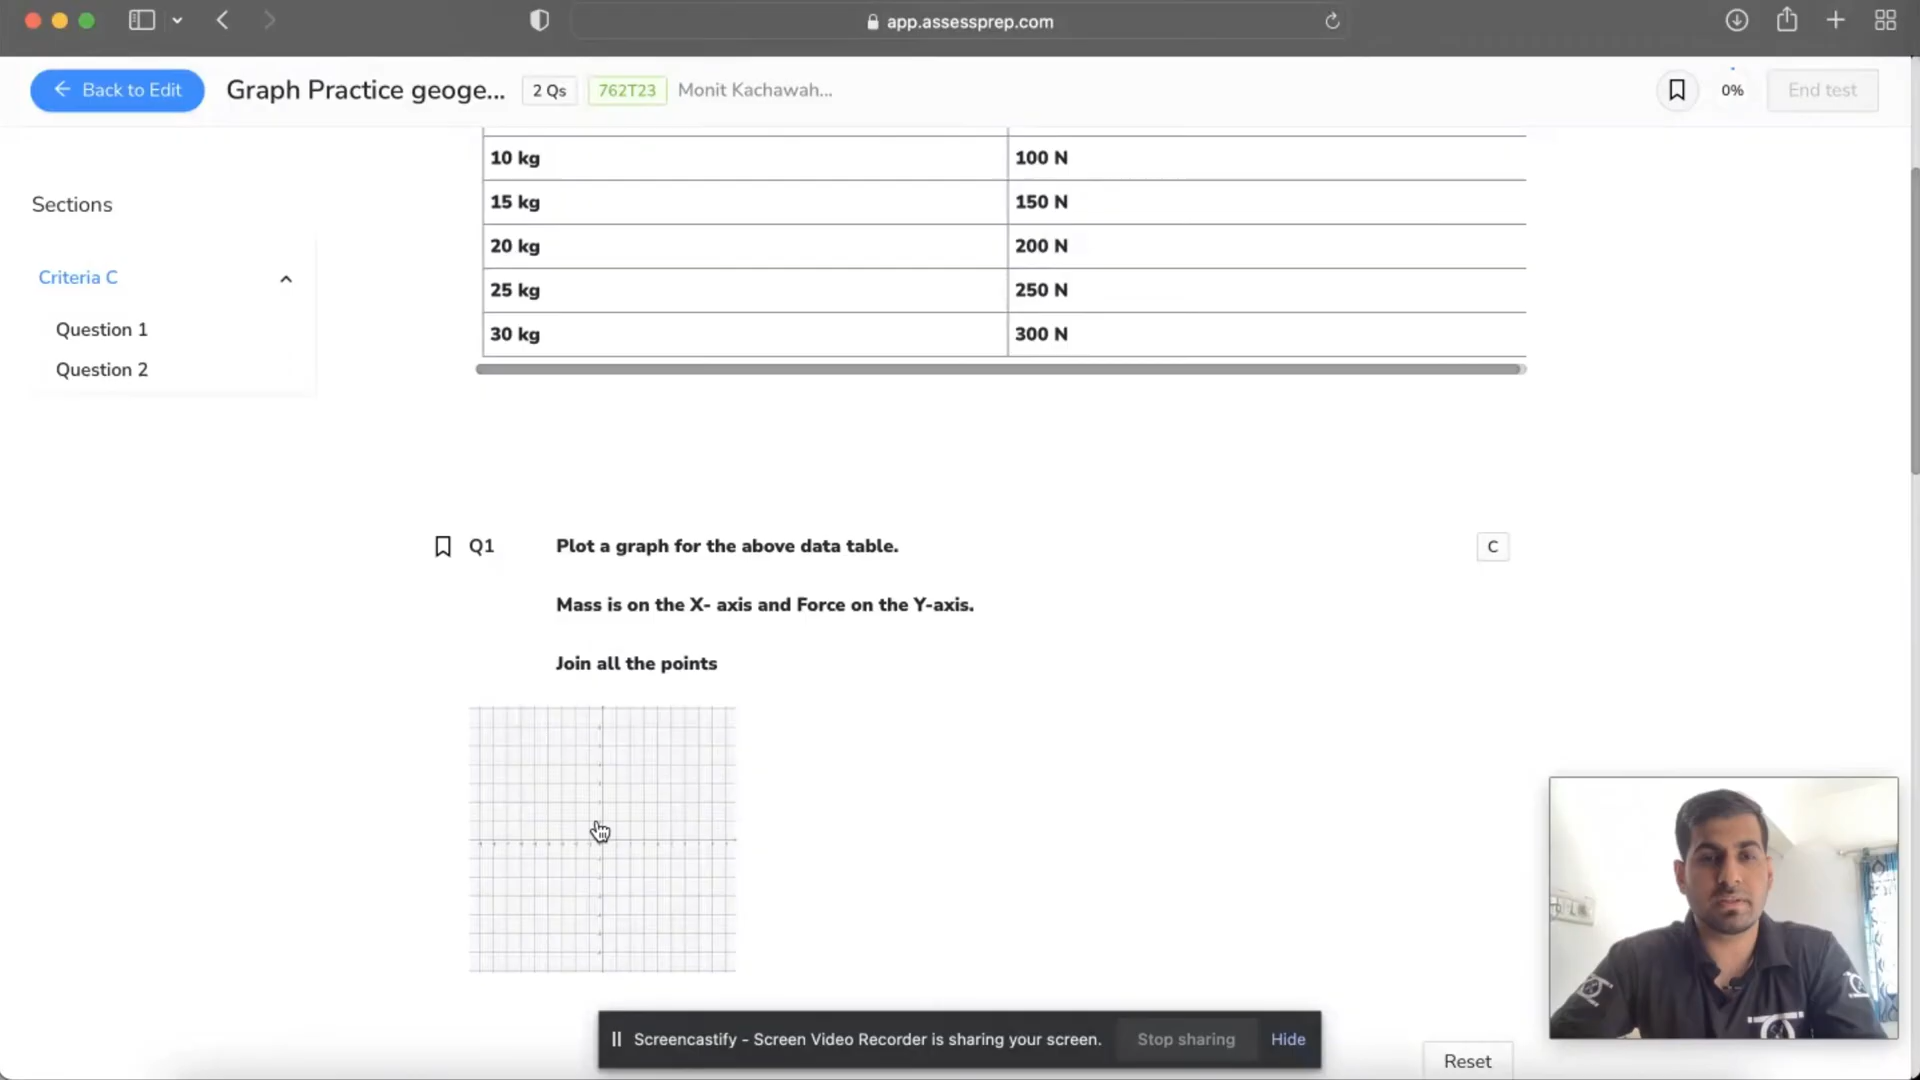 app.assessprep.com
Back to Edit
Graph Practice geoge...
2 Qs
762T23
Monit Kachawah...
0%
End test
10 kg 100 N
15 kg 150 N
20 kg 200 N
25 kg 250 N
30 kg 300 N
Sections
Criteria C
Question 1
Question 2
Q1 Plot a graph for the above data table.
C
Mass is on the X- axis and Force on the Y-axis.
Join all the points
Screencastify - Screen Video Recorder is sharing your screen.
Stop sharing
Hide
Reset